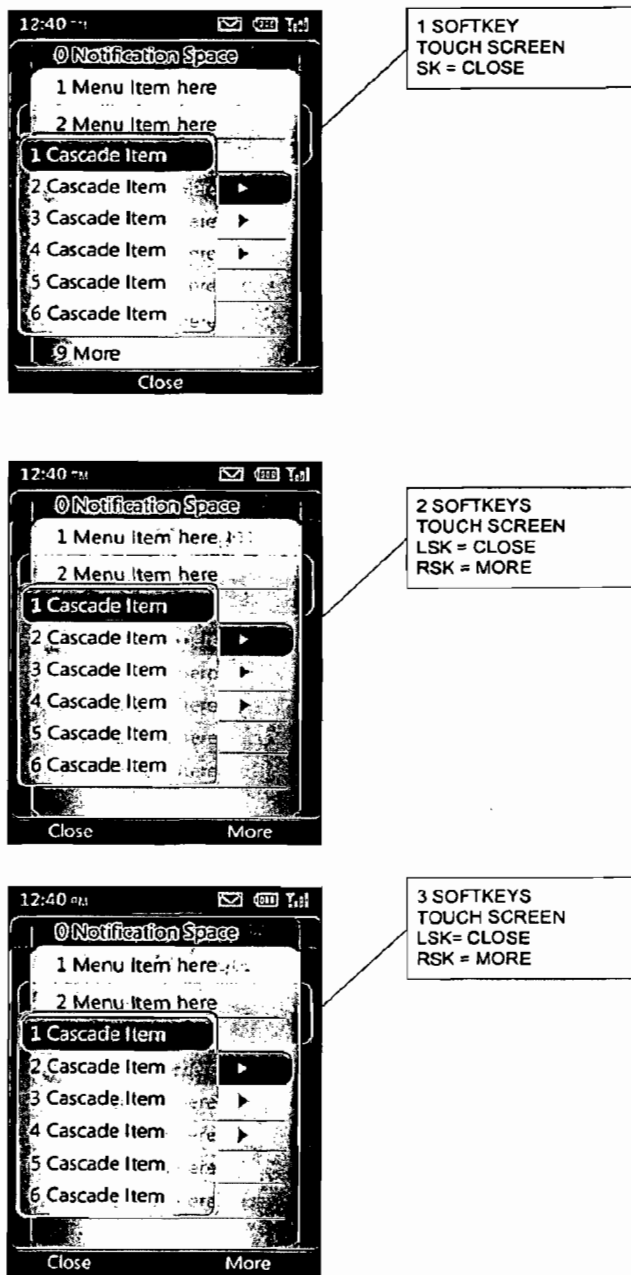 12:40 PM
0 Notification Space
1 Menu Item here
2 Menu Item here
1 Cascade Item
2 Cascade Item
3 Cascade Item
4 Cascade Item
5 Cascade Item
6 Cascade Item
9 More
Close
1 SOFTKEY
TOUCH SCREEN
SK = CLOSE
12:40 PM
0 Notification Space
1 Menu Item here
2 Menu Item here
1 Cascade Item
2 Cascade Item
3 Cascade Item
4 Cascade Item
5 Cascade Item
6 Cascade Item
Close More
2 SOFTKEYS
TOUCH SCREEN
LSK = CLOSE
RSK = MORE
12:40 PM
0 Notification Space
1 Menu Item here
2 Menu Item here
1 Cascade Item
2 Cascade Item
3 Cascade Item
4 Cascade Item
5 Cascade Item
6 Cascade Item
Close More
3 SOFTKEYS
TOUCH SCREEN
LSK= CLOSE
RSK = MORE